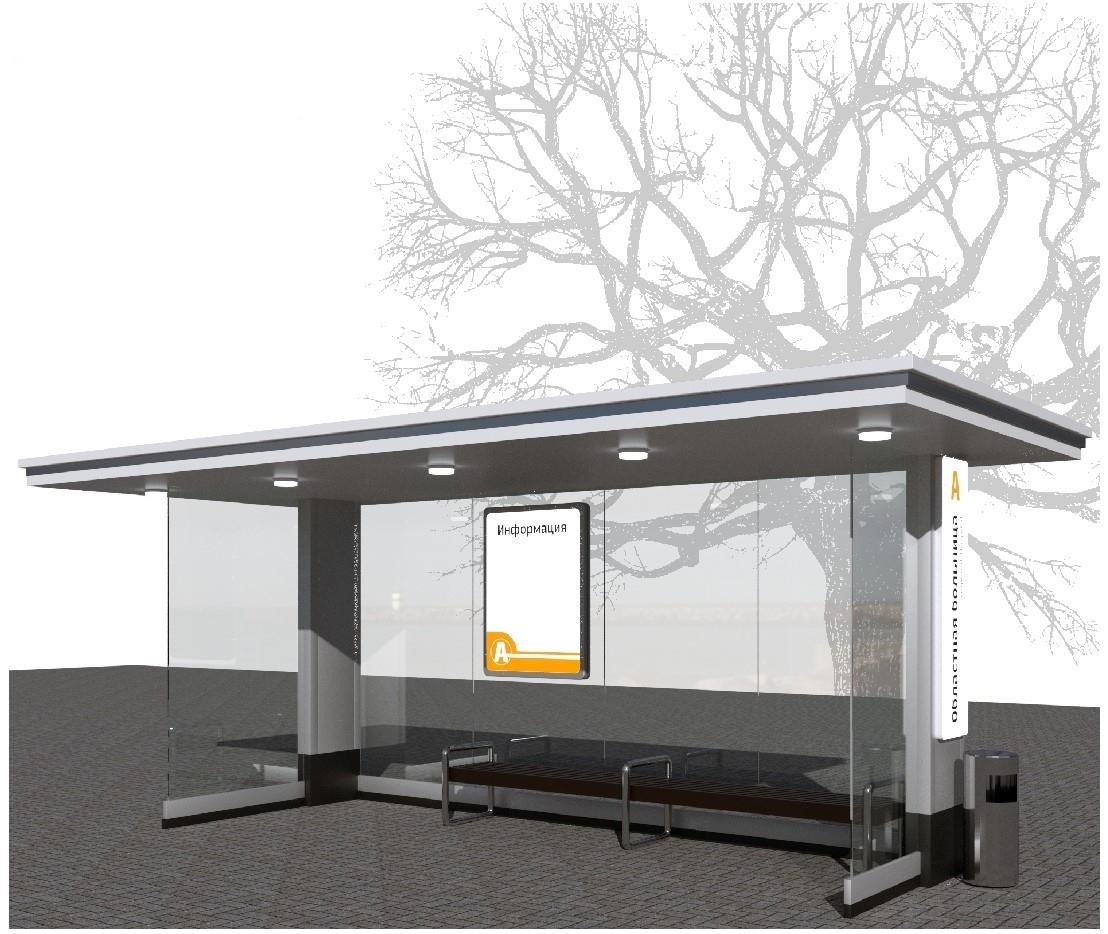 Информация
А
А
областная больница